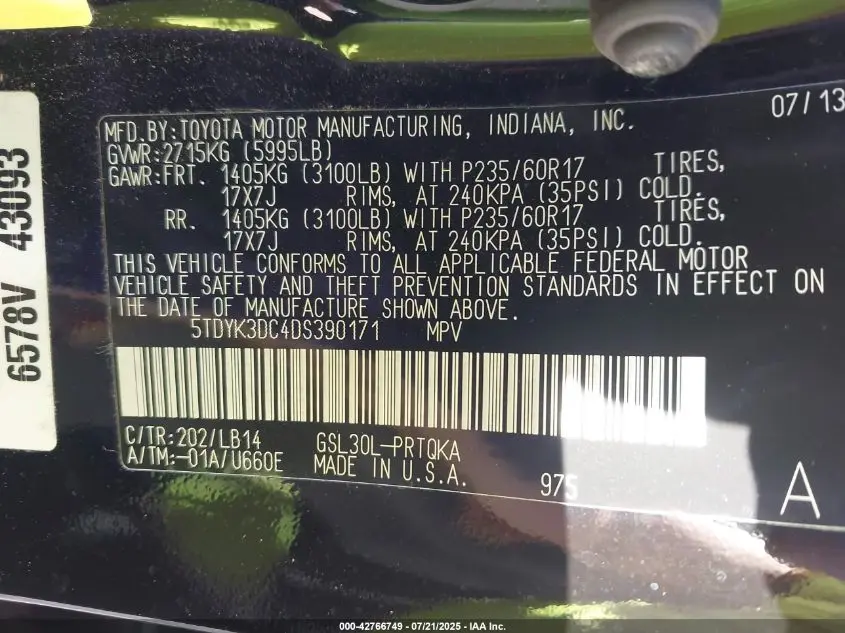 07/13
MFD.BY:TOYOTA MOTOR MANUFACTURING, INDIANA, INC.
GVWR:2715KG (5995LB)
GAWR:FRT. 1405KG (3100LB) WITH P235/60R17 TIRES,
17X7J RIMS, AT 240KPA (35PSI) COLD.
RR. 1405KG (3100LB) WITH P235/60R17 TIRES,
17X7J RIMS, AT 240KPA (35PSI) COLD.
THIS VEHICLE CONFORMS TO ALL APPLICABLE FEDERAL MOTOR
VEHICLE SAFETY AND THEFT PREVENTION STANDARDS IN EFFECT ON
THE DATE OF MANUFACTURE SHOWN ABOVE.
5TDYK3DC4DS390171 MPV
C/TR:202/LB14 GSL30L-PRTQKA
A/TM:-01A/U660E MADE IN U.S.A.
975
A
6578V 43093
000-42766749 - 07/21/2025 - IAA Inc.